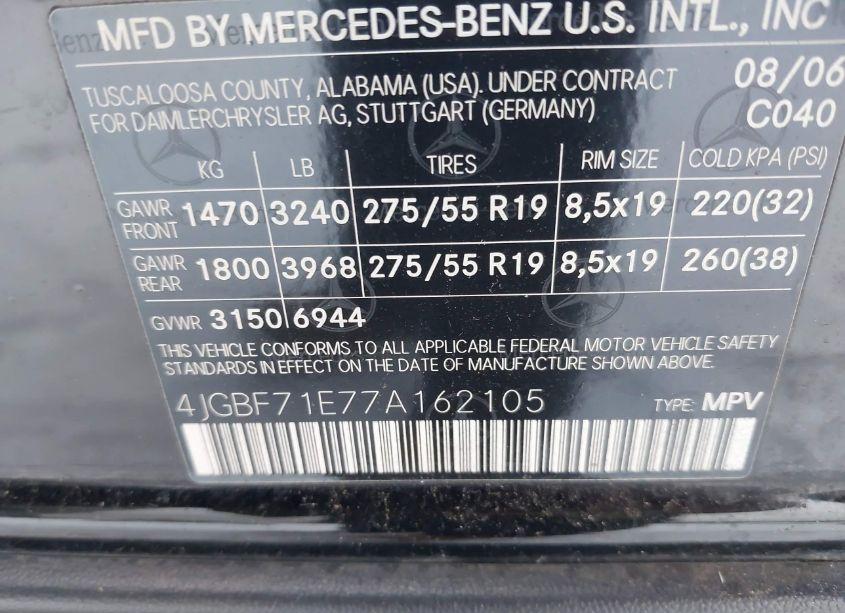 MFD BY MERCEDES-BENZ U.S. INTL., INC
TUSCALOOSA COUNTY, ALABAMA (USA). UNDER CONTRACT 08/06
FOR DAIMLERCHRYSLER AG, STUTTGART (GERMANY) C040
KG LB TIRES RIM SIZE COLD KPA (PSI)
GAWR FRONT 1470 3240 275/55 R19 8,5x19 220(32)
GAWR REAR 1800 3968 275/55 R19 8,5x19 260(38)
GVWR 3150 6944
THIS VEHICLE CONFORMS TO ALL APPLICABLE FEDERAL MOTOR VEHICLE SAFETY
STANDARDS IN EFFECT ON THE DATE OF MANUFACTURE SHOWN ABOVE.
4JGBF71E77A162105 TYPE: MPV